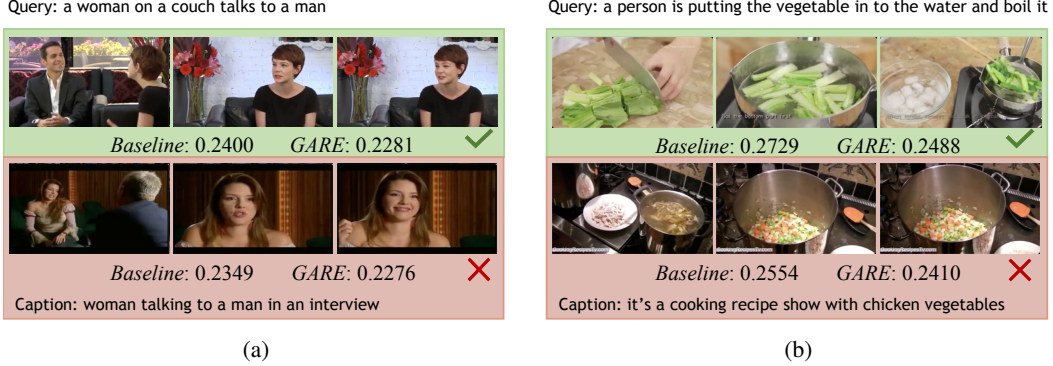 Query: a woman on a couch talks to a man
Baseline: 0.2400 GARE: 0.2281
Baseline: 0.2349 GARE: 0.2276
Caption: woman talking to a man in an interview
(a)
Query: a person is putting the vegetable in to the water and boil it
Baseline: 0.2729 GARE: 0.2488
Baseline: 0.2554 GARE: 0.2410
Caption: it's a cooking recipe show with chicken vegetables
(b)